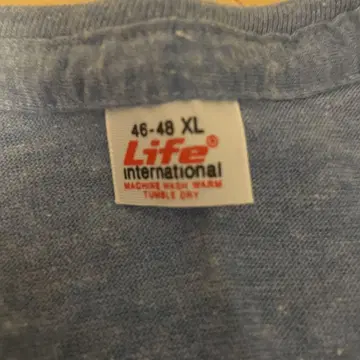 46-48 XL
Life®
international
MACHINE WASH WARM
TUMBLE DRY